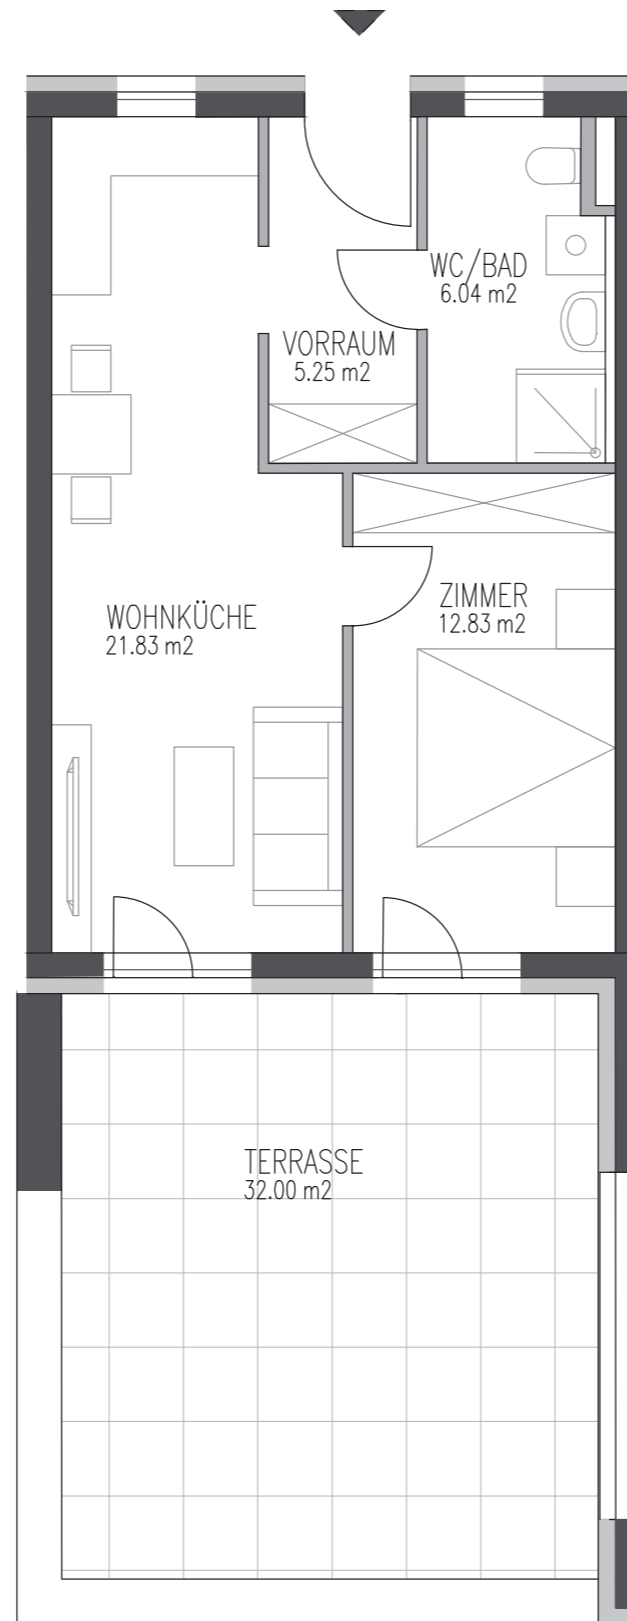 WC/BAD
6.04 m2
VORRAUM
5.25 m2
ZIMMER
12.83 m2
WOHNKÜCHE
21.83 m2
TERRASSE
32.00 m2